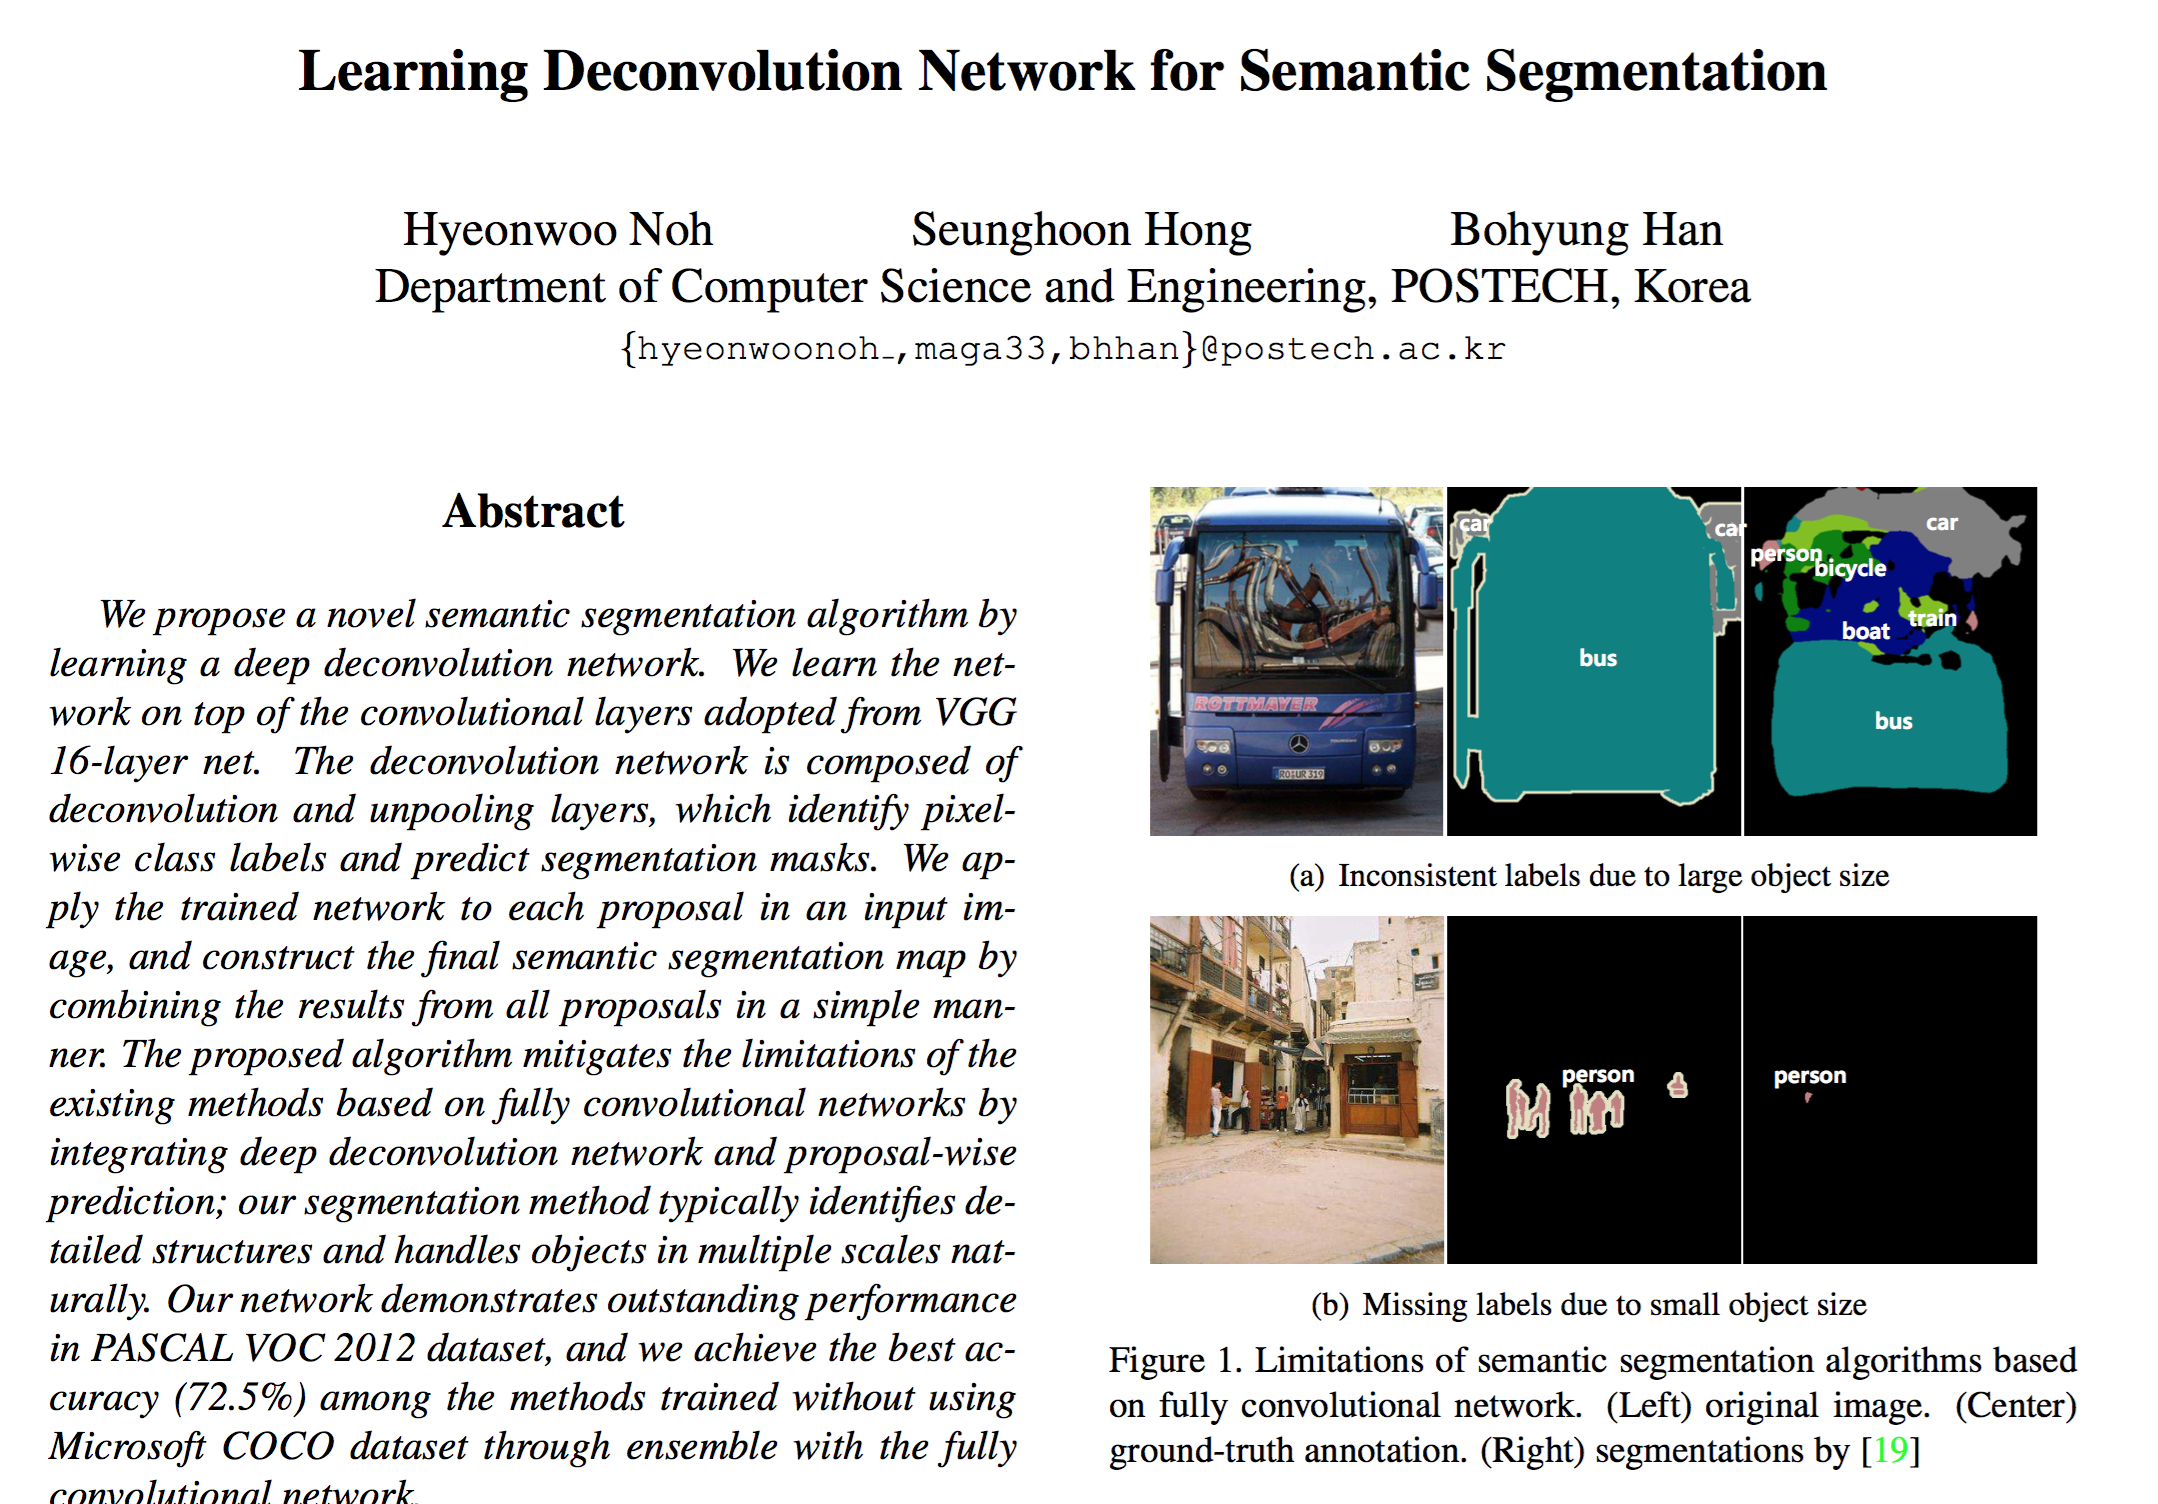 Learning Deconvolution Network for Semantic Segmentation
Hyeonwoo Noh Seunghoon Hong Bohyung Han
Department of Computer Science and Engineering, POSTECH, Korea
{hyeonwoonoh_,maga33,bhhan}@postech.ac.kr
Abstract
We propose a novel semantic segmentation algorithm by
learning a deep deconvolution network. We learn the net-
work on top of the convolutional layers adopted from VGG
16-layer net. The deconvolution network is composed of
deconvolution and unpooling layers, which identify pixel-
wise class labels and predict segmentation masks. We ap-
ply the trained network to each proposal in an input im-
age, and construct the final semantic segmentation map by
combining the results from all proposals in a simple man-
ner. The proposed algorithm mitigates the limitations of the
existing methods based on fully convolutional networks by
integrating deep deconvolution network and proposal-wise
prediction; our segmentation method typically identifies de-
tailed structures and handles objects in multiple scales nat-
urally. Our network demonstrates outstanding performance
in PASCAL VOC 2012 dataset, and we achieve the best ac-
curacy (72.5%) among the methods trained without using
Microsoft COCO dataset through ensemble with the fully
convolutional network.
ROTTMAYER
RO UR 319
car
car
bus
car
person
bicycle
train
boat
bus
(a) Inconsistent labels due to large object size
person
person
(b) Missing labels due to small object size
Figure 1. Limitations of semantic segmentation algorithms based
on fully convolutional network. (Left) original image. (Center)
ground-truth annotation. (Right) segmentations by [19]